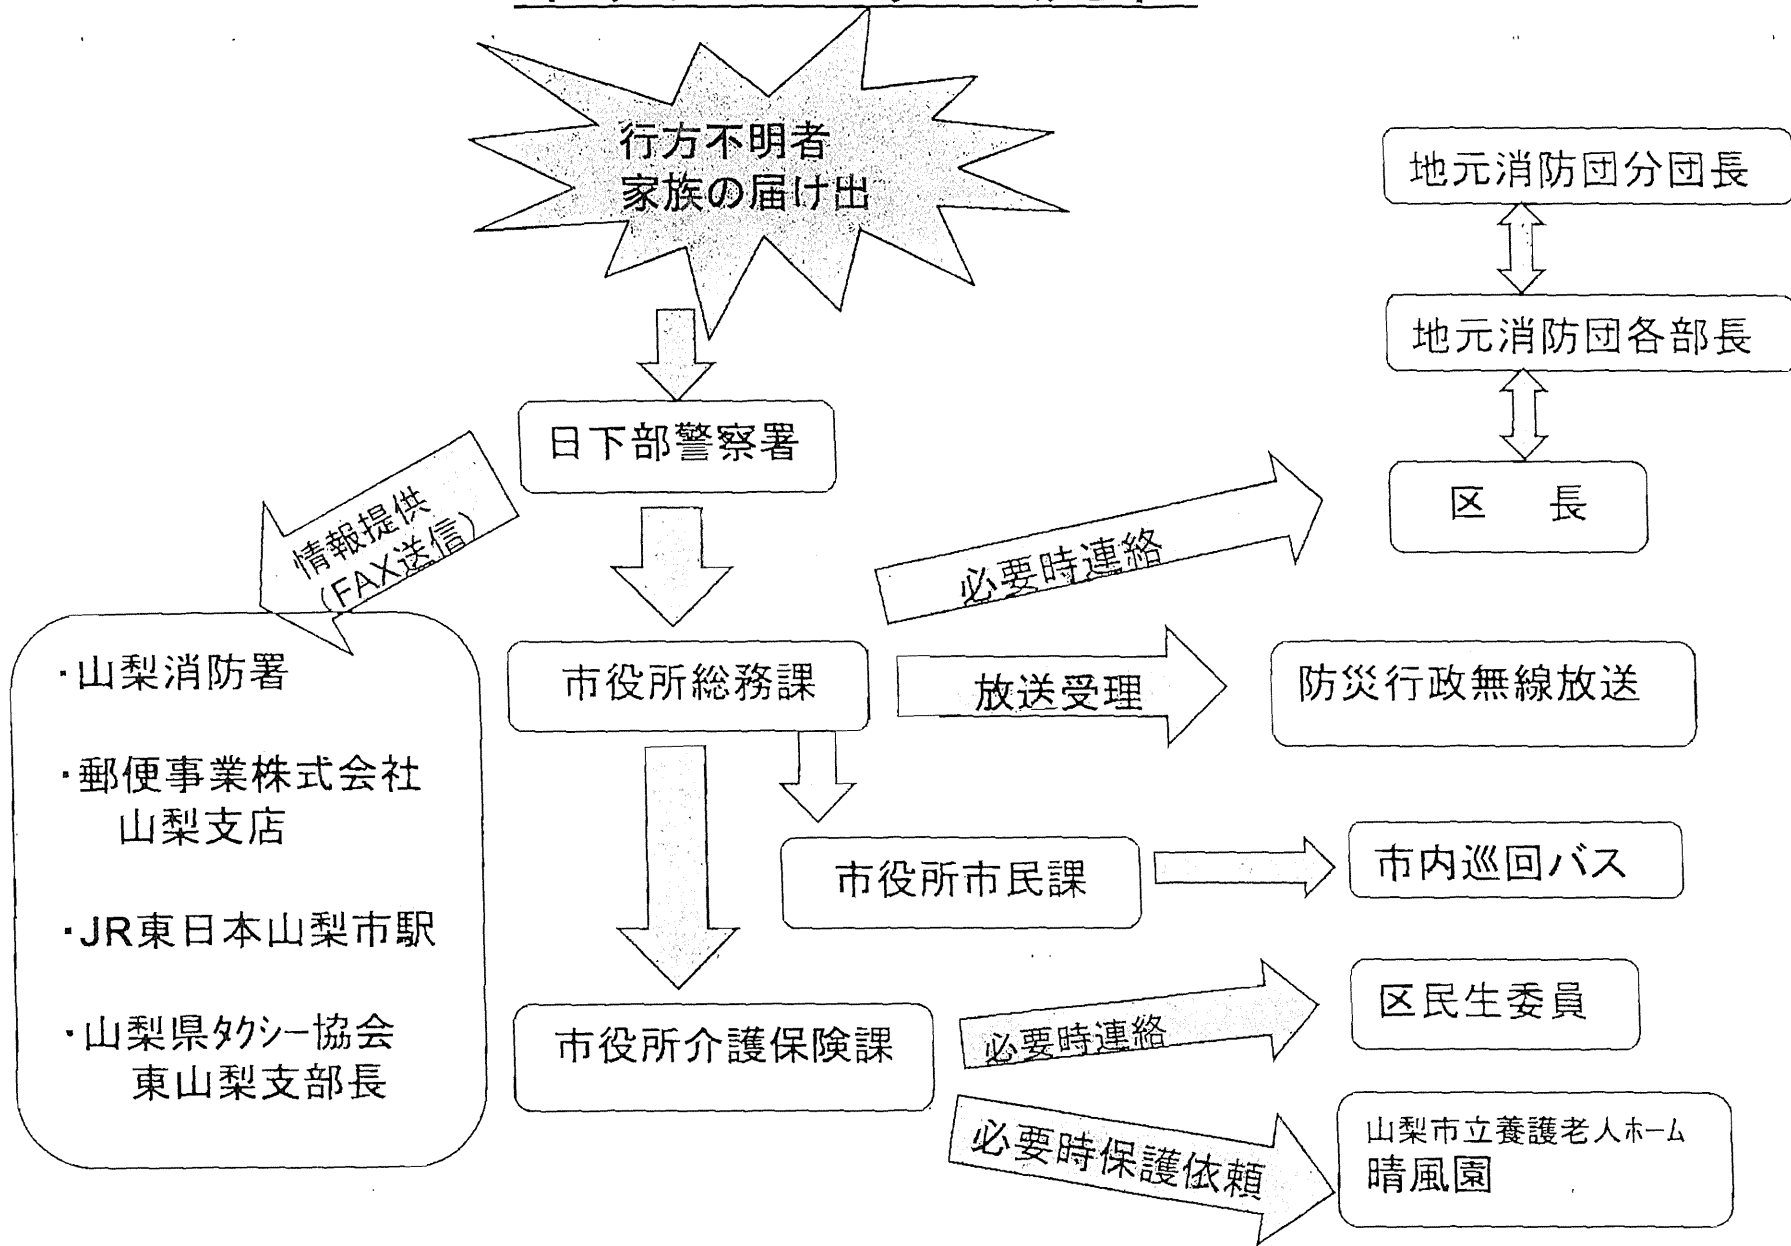 行方不明者
家族の届け出
日下部警察署
情報提供
（FAX送信）
・山梨消防署
・郵便事業株式会社
山梨支店
・JR東日本山梨市駅
・山梨県ﾀｸｼｰ協会
東山梨支部長
市役所総務課
必要時連絡
区　長
地元消防団各部長
地元消防団分団長
放送受理
防災行政無線放送
市役所市民課
市内巡回バス
市役所介護保険課
必要時連絡
区民生委員
必要時保護依頼
山梨市立養護老人ﾎｰﾑ
晴風園